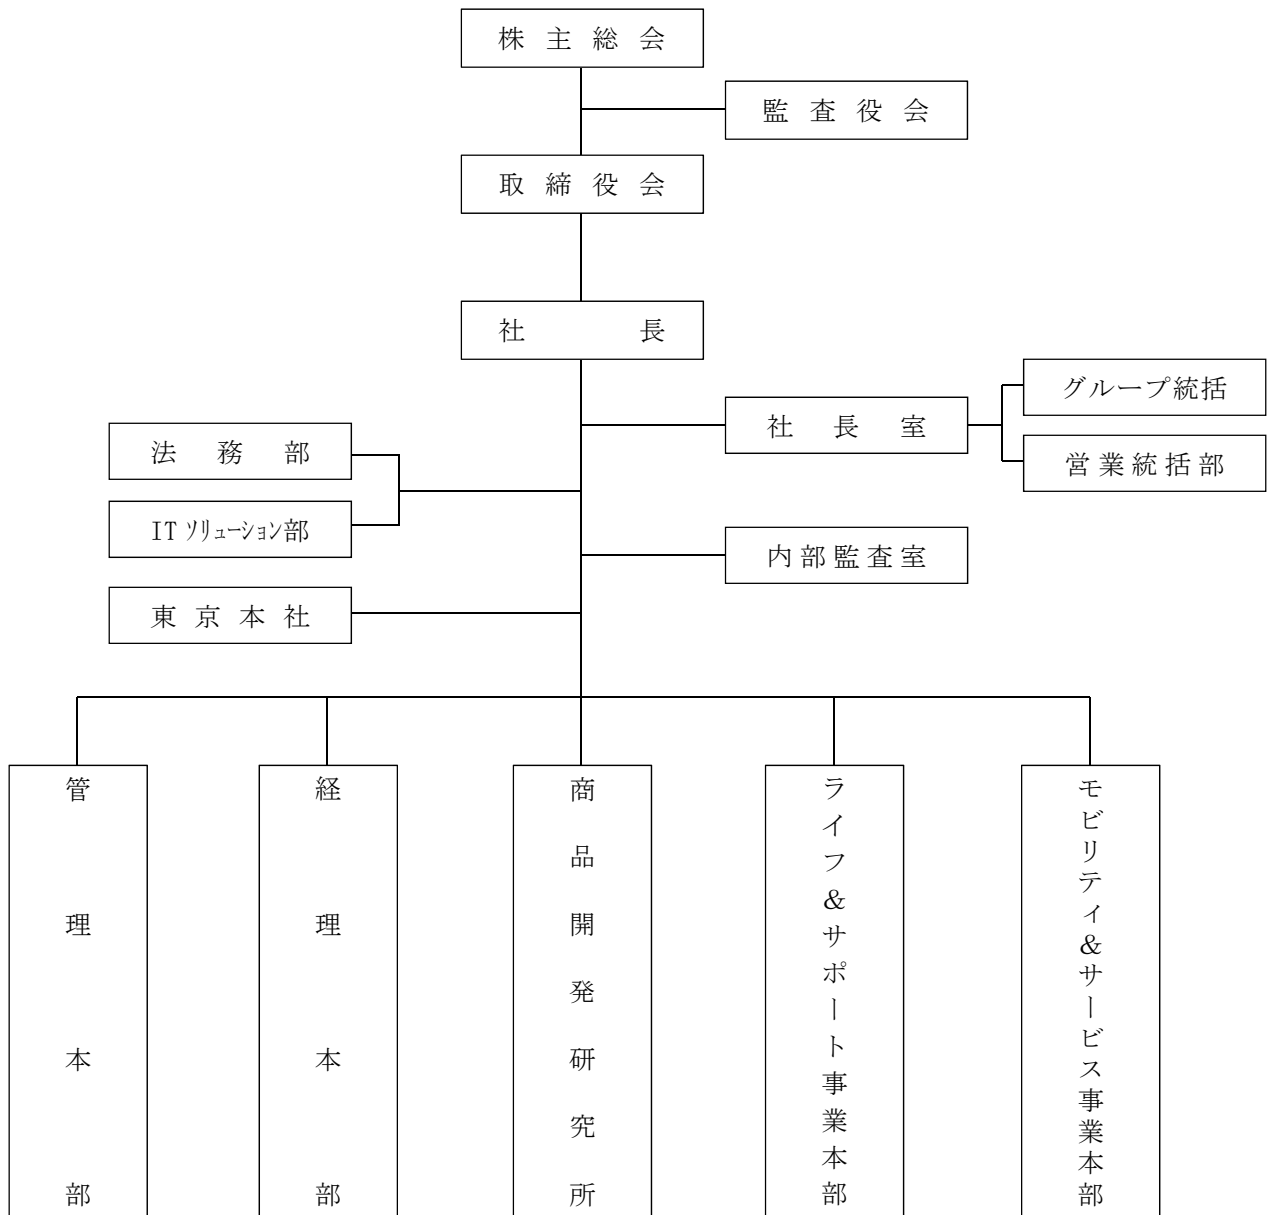 株主総会
監査役会
取締役会
社長
グループ統括
社長室
法務部
営業統括部
ITソリューション部
内部監査室
東京本社
管理本部
経理本部
商品開発研究所
ライフ&サポート事業本部
モビリティ&サービス事業本部